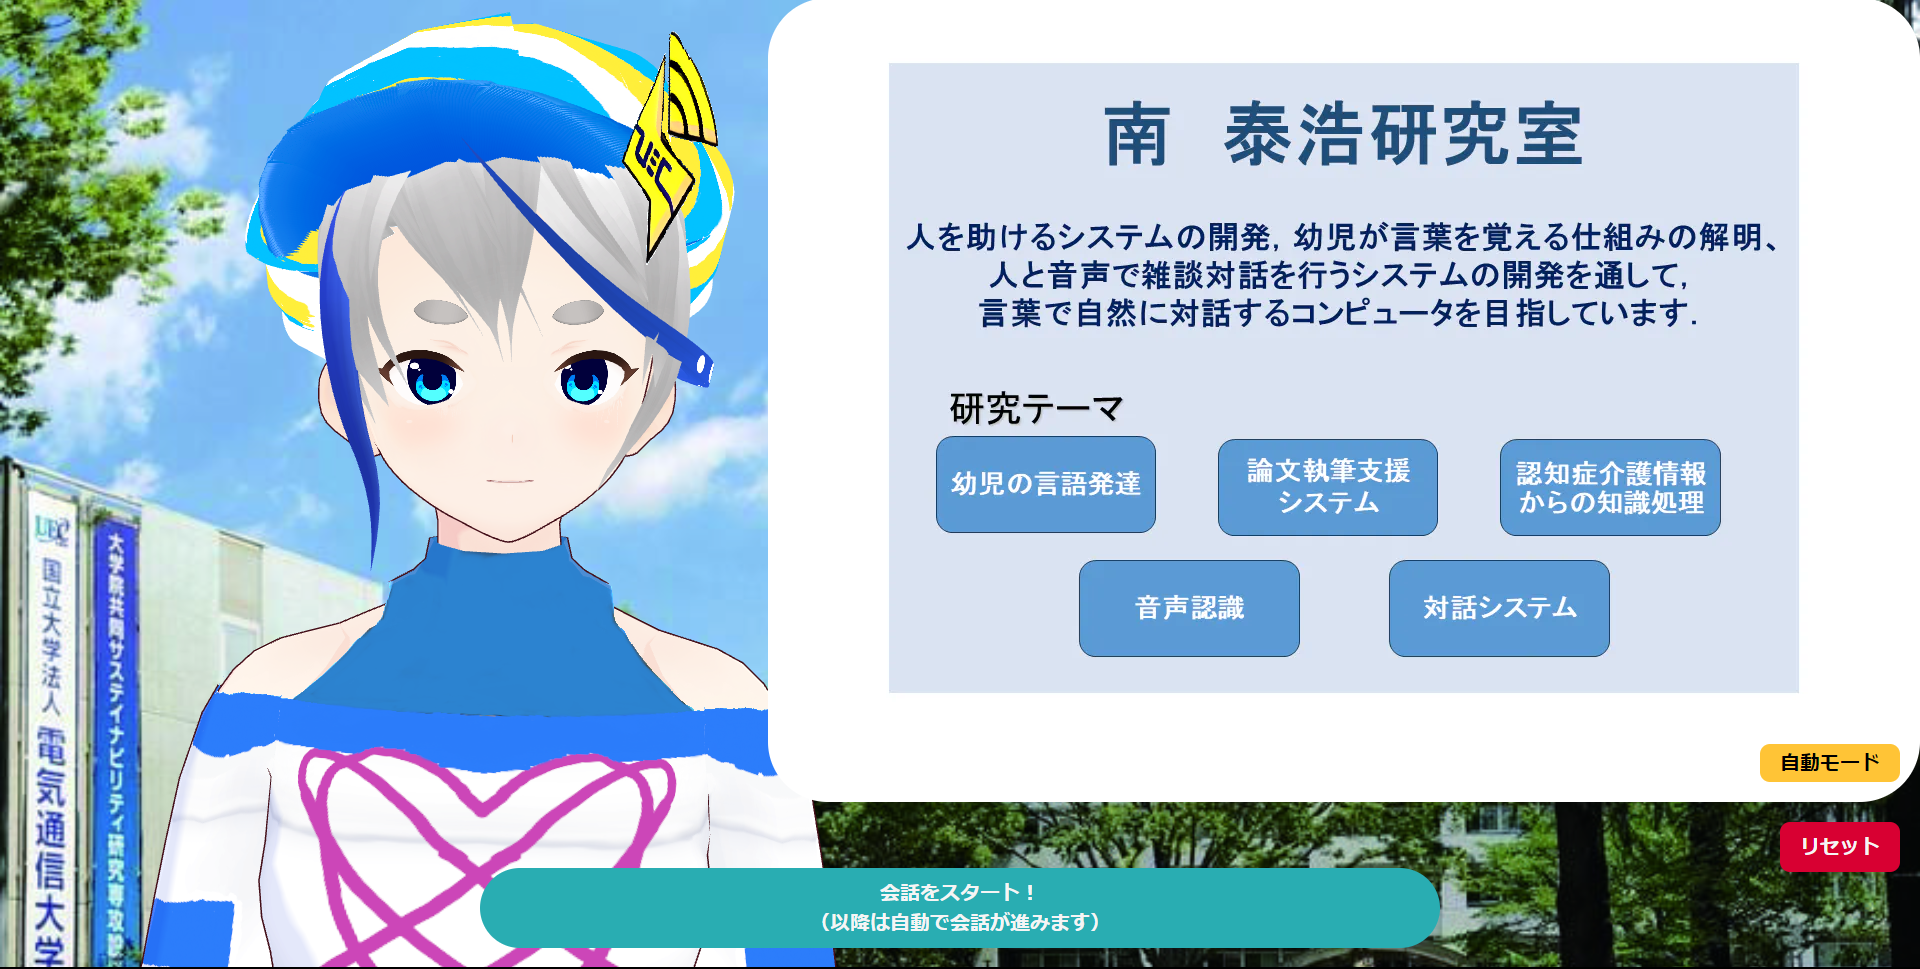 南　泰浩研究室
人を助けるシステムの開発，幼児が言葉を覚える仕組みの解明、
人と音声で雑談対話を行うシステムの開発を通して，
言葉で自然に対話するコンピュータを目指しています．
研究テーマ
幼児の言語発達
論文執筆支援
システム
認知症介護情報
からの知識処理
音声認識
対話システム
自動モード
リセット
会話をスタート！
（以降は自動で会話が進みます）
UEC
UEC
国立大学法人 電気通信大学
大学院共同サステイナビリティ研究専攻設